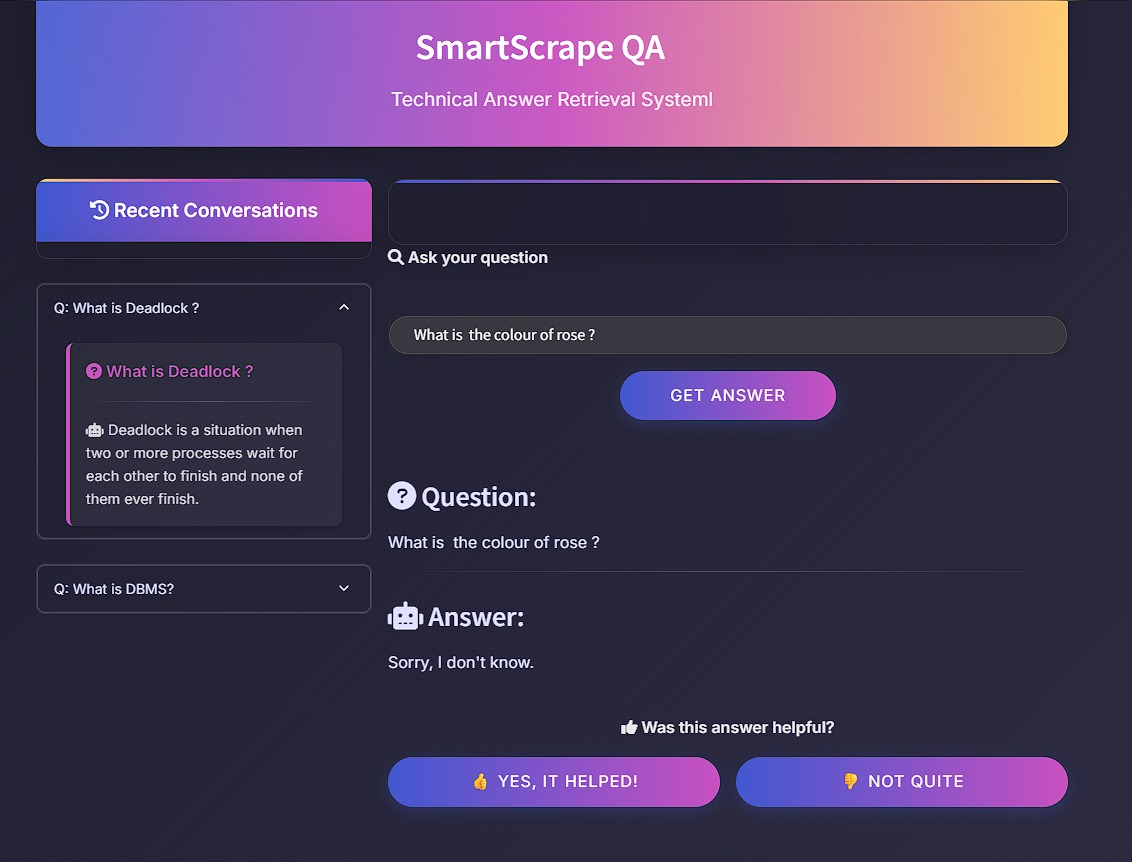 SmartScrape QA
Technical Answer Retrieval Systeml
Recent Conversations
Q: What is Deadlock ?
What is Deadlock ?
Deadlock is a situation when
two or more processes wait for
each other to finish and none of
them ever finish.
Q: What is DBMS?
Ask your question
What is  the colour of rose ?
GET ANSWER
Question:
What is  the colour of rose ?
Answer:
Sorry, I don't know.
Was this answer helpful?
👍 YES, IT HELPED!
👎 NOT QUITE